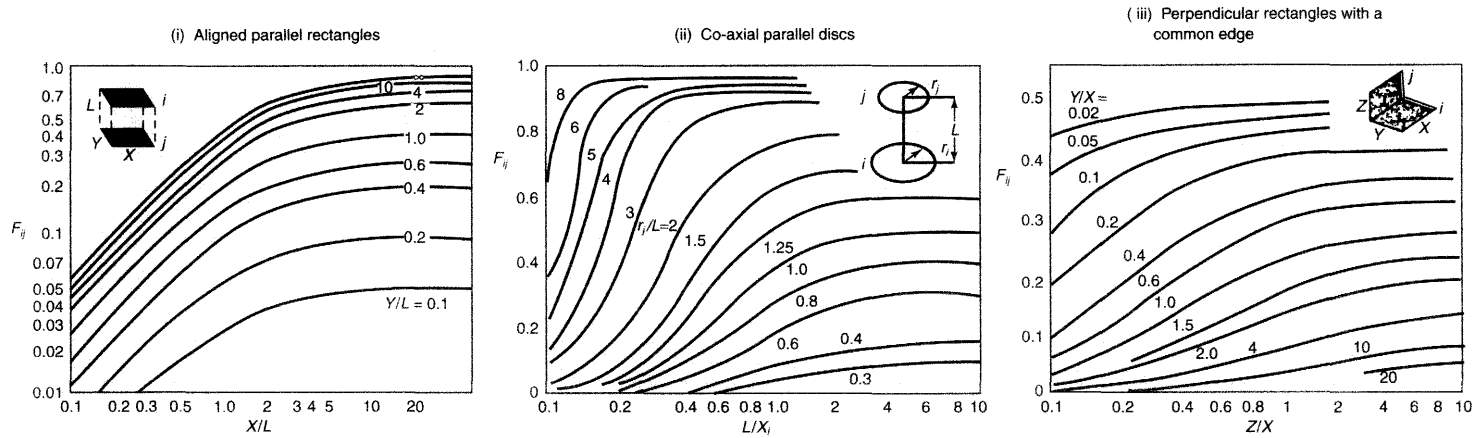 (i) Aligned parallel rectangles
1.0
0.7
0.5
0.4
0.3
0.2
F_ij
0.1
0.07
0.05
0.04
0.03
0.02
0.01
L
i
Y
X
j
∞
10
4
2
1.0
0.6
0.4
0.2
Y/L = 0.1
0.1 0.2 0.3 0.5 1.0 2 3 4 5 10 20
X/L
(ii) Co-axial parallel discs
1.0
0.8
F_ij
0.6
0.4
0.2
0
8
6
5
4
3
r_j/L=2
1.5
1.25
1.0
0.8
0.6
0.4
0.3
r_j
j
L
r_i
i
0.1 0.2 0.4 0.6 1.0 2 4 6 8 10
L/X_i
( iii) Perpendicular rectangles with a
common edge
0.5
0.4
F_ij
0.3
0.2
0.1
0
Y/X =
0.02
0.05
0.1
0.2
0.4
0.6
1.0
1.5
2.0
4
10
20
j
Z
i
Y
X
0.1 0.2 0.4 0.6 1 2 4 6 8 10
Z/X